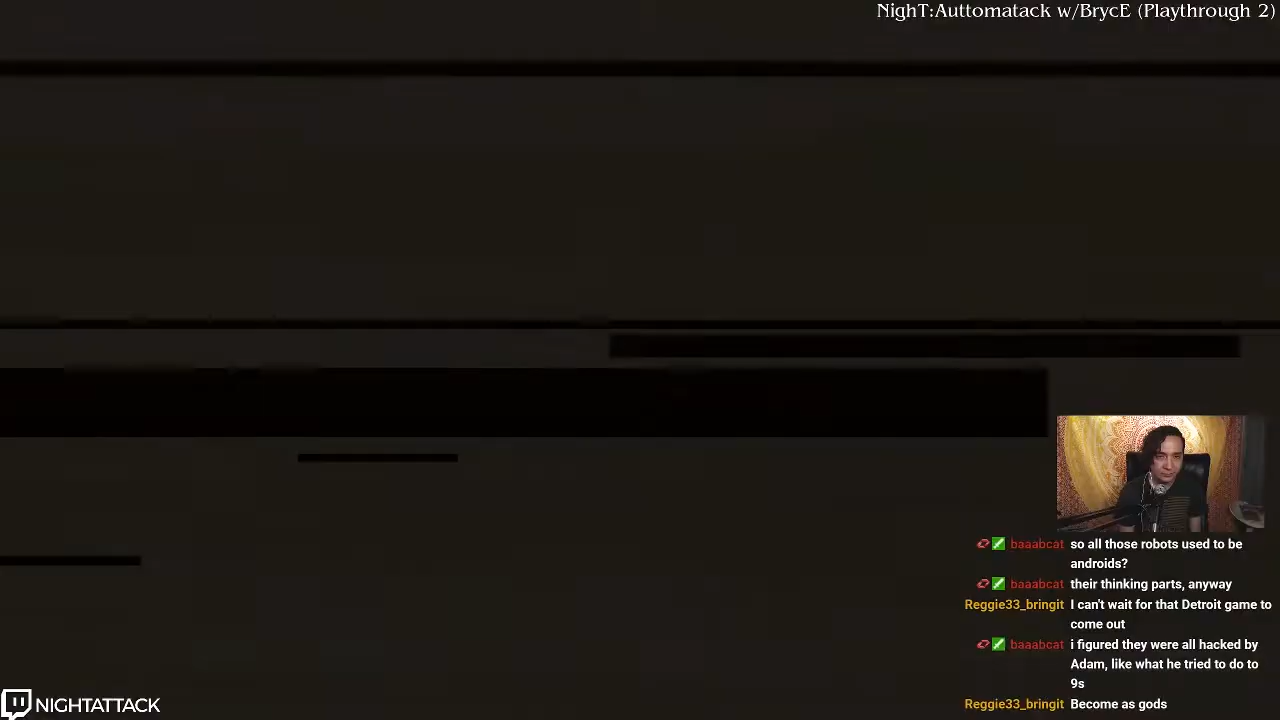 NighT:Auttomatack w/BrycE (Playthrough 2)
baaabcat so all those robots used to be
androids?
baaabcat their thinking parts, anyway
Reggie33_bringit I can't wait for that Detroit game to
come out
baaabcat i figured they were all hacked by
Adam, like what he tried to do to
9s
Reggie33_bringit Become as gods
NIGHTATTACK